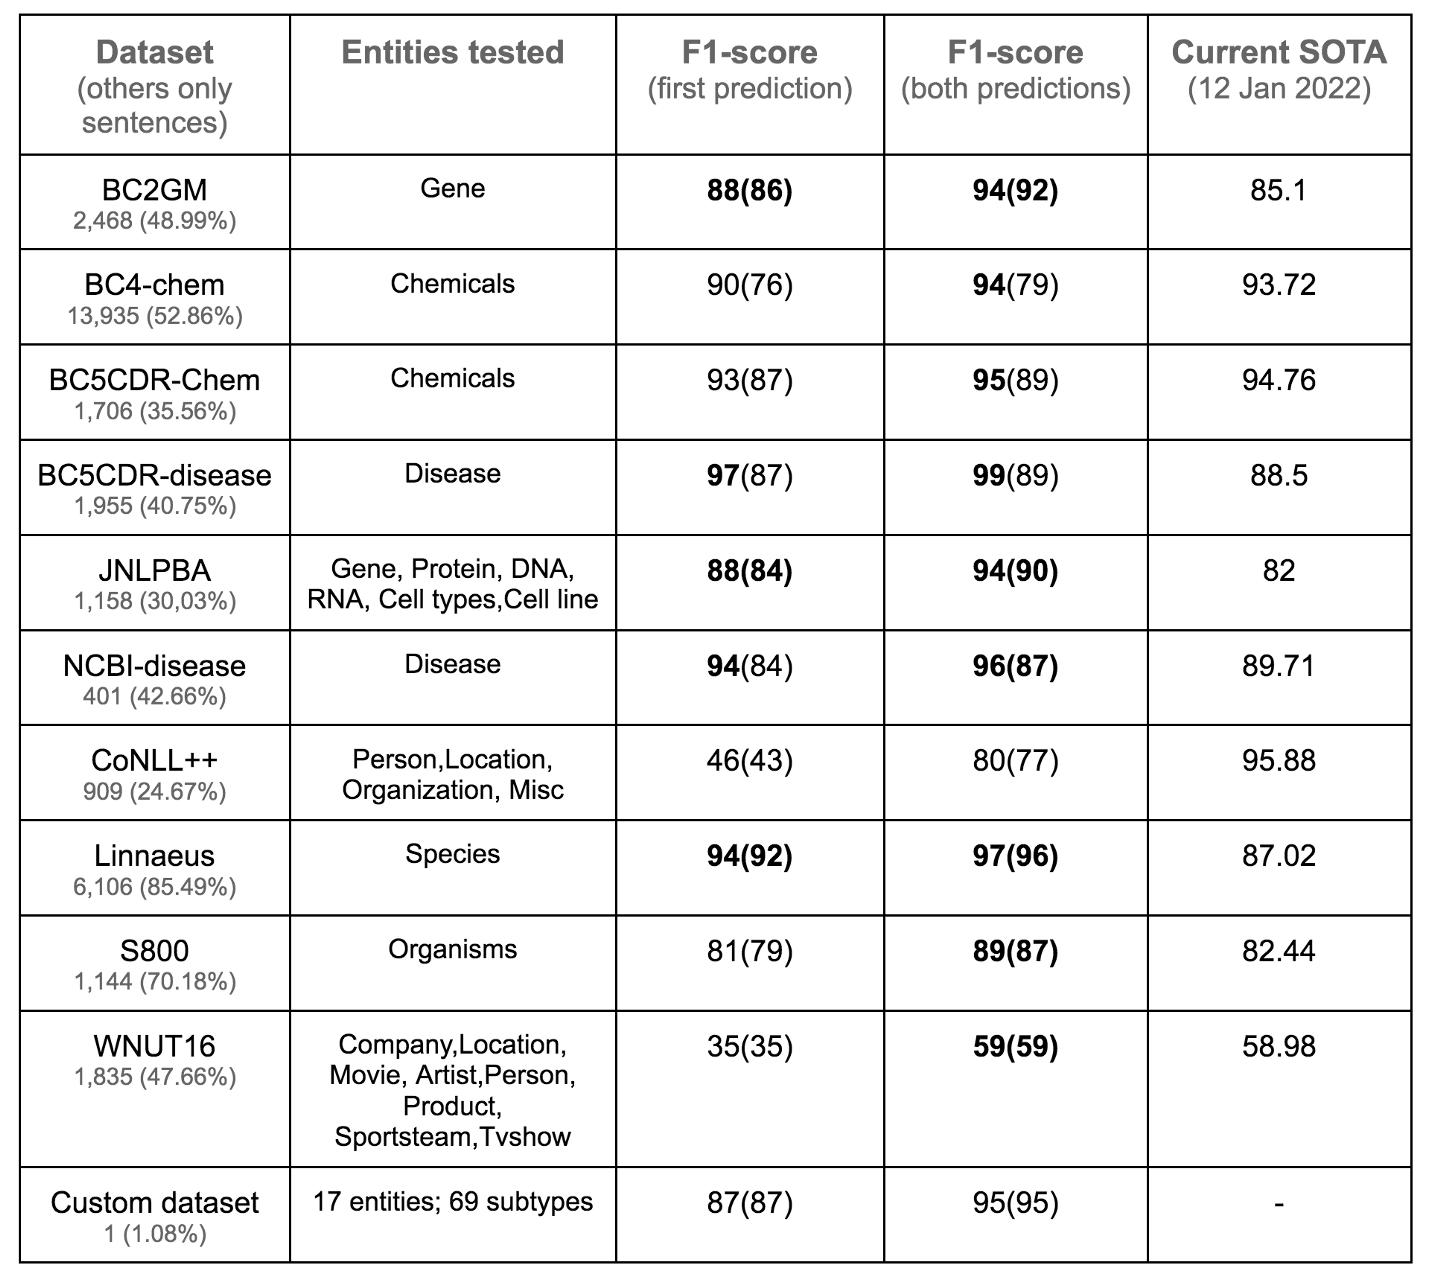 Dataset
(others only
sentences)
Entities tested
F1-score
(first prediction)
F1-score
(both predictions)
Current SOTA
(12 Jan 2022)
BC2GM
2,468 (48.99%)
Gene
88(86)
94(92)
85.1
BC4-chem
13,935 (52.86%)
Chemicals
90(76)
94(79)
93.72
BC5CDR-Chem
1,706 (35.56%)
Chemicals
93(87)
95(89)
94.76
BC5CDR-disease
1,955 (40.75%)
Disease
97(87)
99(89)
88.5
JNLPBA
1,158 (30,03%)
Gene, Protein, DNA,
RNA, Cell types,Cell line
88(84)
94(90)
82
NCBI-disease
401 (42.66%)
Disease
94(84)
96(87)
89.71
CoNLL++
909 (24.67%)
Person,Location,
Organization, Misc
46(43)
80(77)
95.88
Linnaeus
6,106 (85.49%)
Species
94(92)
97(96)
87.02
S800
1,144 (70.18%)
Organisms
81(79)
89(87)
82.44
WNUT16
1,835 (47.66%)
Company,Location,
Movie, Artist,Person,
Product,
Sportsteam,Tvshow
35(35)
59(59)
58.98
Custom dataset
1 (1.08%)
17 entities; 69 subtypes
87(87)
95(95)
-